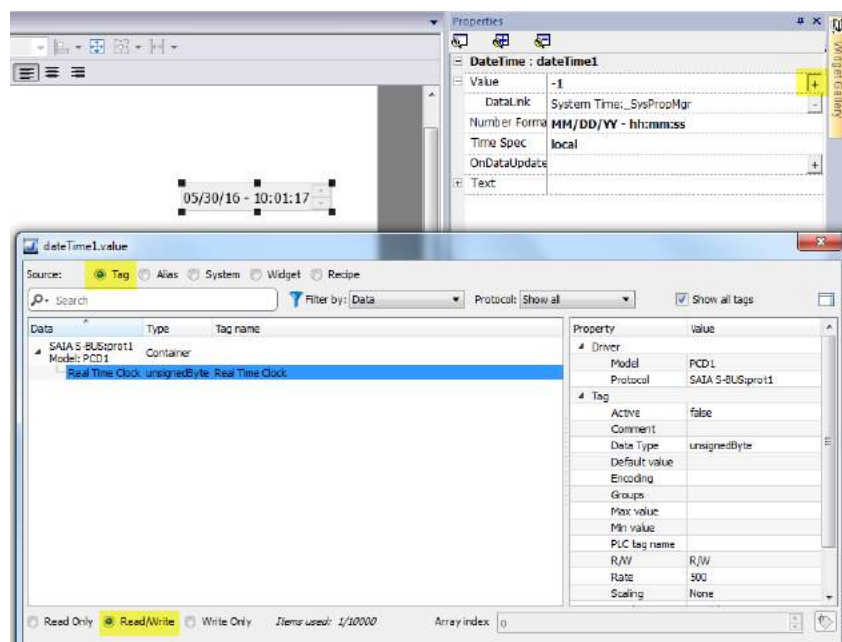 Properties
DateTime : dateTime1
Value -1 +
DataLink System Time:_SysPropMgr -
Number Forma MM/DD/YY - hh:mm:ss
Time Spec local
OnDataUpdate +
Text
Widget Gallery
05/30/16 - 10:01:17
dateTime1.value
Source: Tag Alias System Widget Recipe
Search Filter by: Data Protocol: Show all Show all tags
Data Type Tag name
SAIA S-BUS:prot1 Container
Model: PCD1
Real Time Clock unsignedByte Real Time Clock
Property Value
Driver
Model PCD1
Protocol SAIA S-BUS:prot1
Tag
Active false
Comment
Data Type unsignedByte
Default value
Encoding
Groups
Max value
Min value
PLC tag name
R/W R/W
Rate 500
Scaling None
Read Only Read/Write Write Only Items used: 1/10000 Array index 0